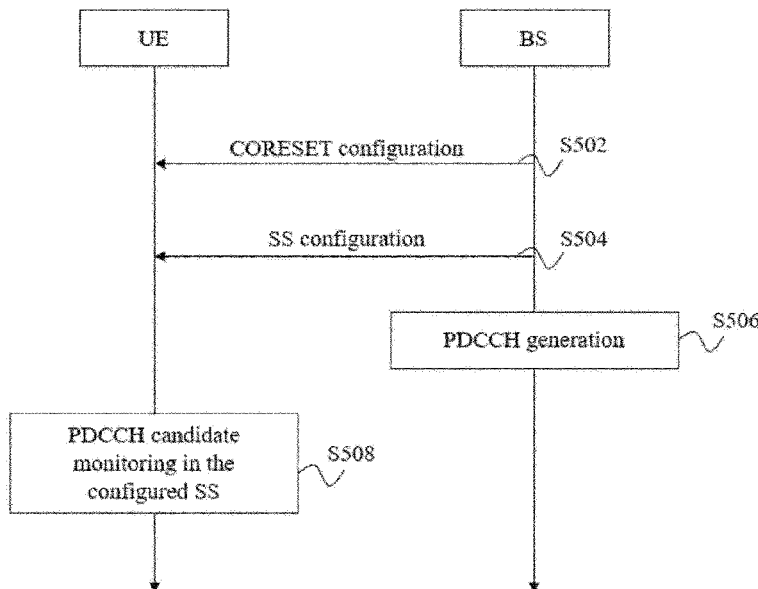 UE
BS
CORESET configuration
S502
SS configuration
S504
PDCCH generation
S506
PDCCH candidate
monitoring in the
configured SS
S508